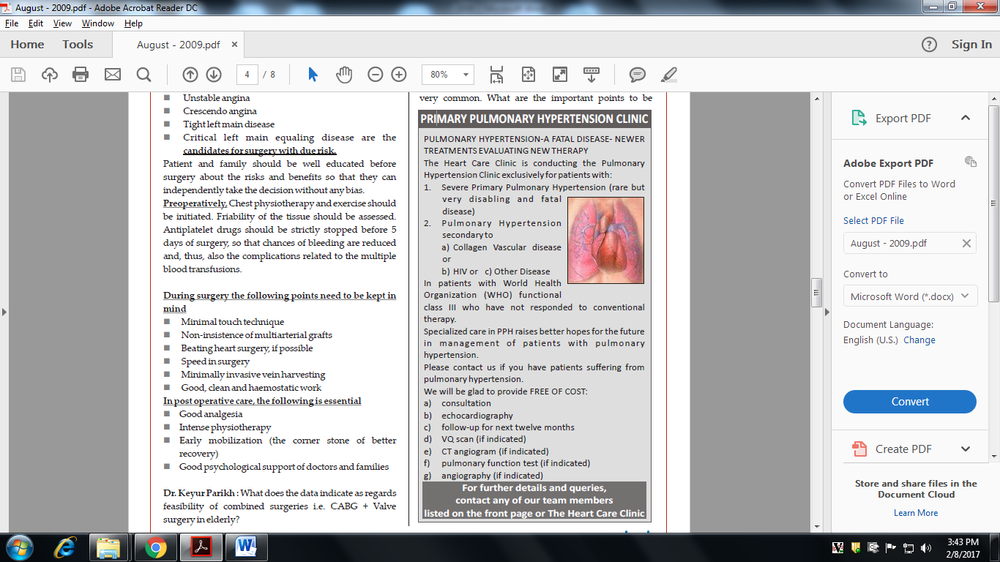 August - 2009.pdf - Adobe Acrobat Reader DC
File Edit View Window Help
Home Tools August - 2009.pdf × Sign In
4 / 8 80%
Unstable angina
Crescendo angina
Tight left main disease
Critical left main equaling disease are the
candidates for surgery with due risk.
Patient and family should be well educated before
surgery about the risks and benefits so that they can
independently take the decision without any bias.
Preoperatively, Chest physiotherapy and exercise should
be initiated. Friability of the tissue should be assessed.
Antiplatelet drugs should be strictly stopped before 5
days of surgery, so that chances of bleeding are reduced
and, thus, also the complications related to the multiple
blood transfusions.
During surgery the following points need to be kept in
mind
Minimal touch technique
Non-insistence of multiarterial grafts
Beating heart surgery, if possible
Speed in surgery
Minimally invasive vein harvesting
Good, clean and haemostatic work
In post operative care, the following is essential
Good analgesia
Intense physiotherapy
Early mobilization (the corner stone of better
recovery)
Good psychological support of doctors and families
Dr. Keyur Parikh : What does the data indicate as regards
feasibility of combined surgeries i.e. CABG + Valve
surgery in elderly?
very common. What are the important points to be
PRIMARY PULMONARY HYPERTENSION CLINIC
PULMONARY HYPERTENSION-A FATAL DISEASE- NEWER
TREATMENTS EVALUATING NEW THERAPY
The Heart Care Clinic is conducting the Pulmonary
Hypertension Clinic exclusively for patients with:
1. Severe Primary Pulmonary Hypertension (rare but
very disabling and fatal
disease)
2. Pulmonary Hypertension
secondary to
a) Collagen Vascular disease
or
b) HIV or c) Other Disease
In patients with World Health
Organization (WHO) functional
class III who have not responded to conventional
therapy.
Specialized care in PPH raises better hopes for the future
in management of patients with pulmonary
hypertension.
Please contact us if you have patients suffering from
pulmonary hypertension.
We will be glad to provide FREE OF COST:
a) consultation
b) echocardiography
c) follow-up for next twelve months
d) VQ scan (if indicated)
e) CT angiogram (if indicated)
f) pulmonary function test (if indicated)
g) angiography (if indicated)
For further details and queries,
contact any of our team members
listed on the front page or The Heart Care Clinic
Export PDF
Adobe Export PDF
Convert PDF Files to Word
or Excel Online
Select PDF File
August - 2009.pdf
Convert to
Microsoft Word (*.docx)
Document Language:
English (U.S.) Change
Convert
Create PDF
Store and share files in the
Document Cloud
Learn More
3:43 PM
2/8/2017